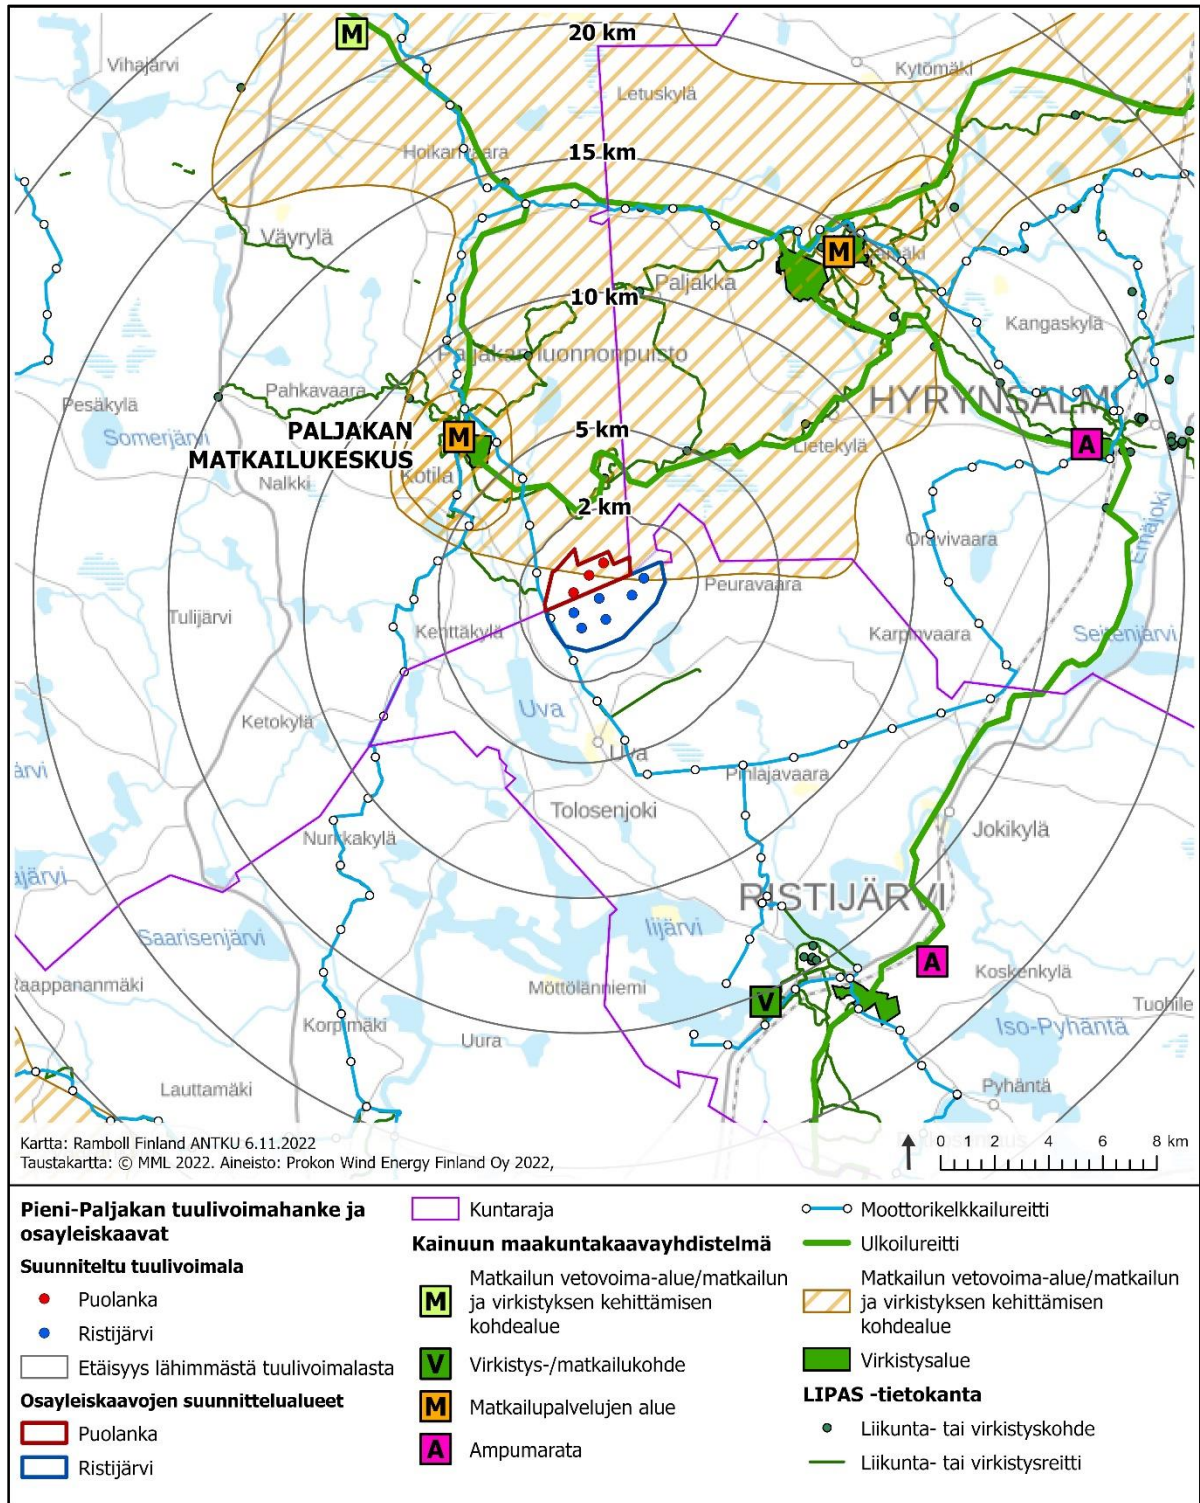 20 km
M
Vihajärvi
Kytömäki
Letuskylä
15 km
Väyrylä
M
Paljakka
10 km
Kangaskylä
Paljakan luonnonpuisto
Pahkavaara
Pesäkylä
HYRYNSALMI
PALJAKAN
MATKAILUKESKUS
M
5 km
A
Somerjärvi
Lietekylä
Nalkki
Kotila
2 km
Emäjoki
Oravivaara
Peuravaara
Tulijärvi
Kenttäkylä
Karpinvaara
Seitenjärvi
Ketokylä
Uva
Uva
Pihlajavaara
ärvi
Tolosenjoki
Nurkkakylä
Jokikylä
ajärvi
RISTIJÄRVI
Iijärvi
Saarisenjärvi
A
Koskenkylä
Raappananmäki
Möttölänniemi
V
Tuohile
Korpimäki
Iso-Pyhäntä
Uura
Lauttamäki
Pyhäntä
Kartta: Ramboll Finland ANTKU 6.11.2022
Taustakartta: © MML 2022. Aineisto: Prokon Wind Energy Finland Oy 2022,
0 1 2 4 6 8 km
Pieni-Paljakan tuulivoimahanke ja
osayleiskaavat
Suunniteltu tuulivoimala
Puolanka
Ristijärvi
Etäisyys lähimmästä tuulivoimalasta
Osayleiskaavojen suunnittelualueet
Puolanka
Ristijärvi
Kuntaraja
Kainuun maakuntakaavayhdistelmä
M Matkailun vetovoima-alue/matkailun
ja virkistyksen kehittämisen
kohdealue
V Virkistys-/matkailukohde
M Matkailupalvelujen alue
A Ampumarata
Moottorikelkkailureitti
Ulkoilureitti
Matkailun vetovoima-alue/matkailun
ja virkistyksen kehittämisen
kohdealue
Virkistysalue
LIPAS -tietokanta
Liikunta- tai virkistyskohde
Liikunta- tai virkistysreitti